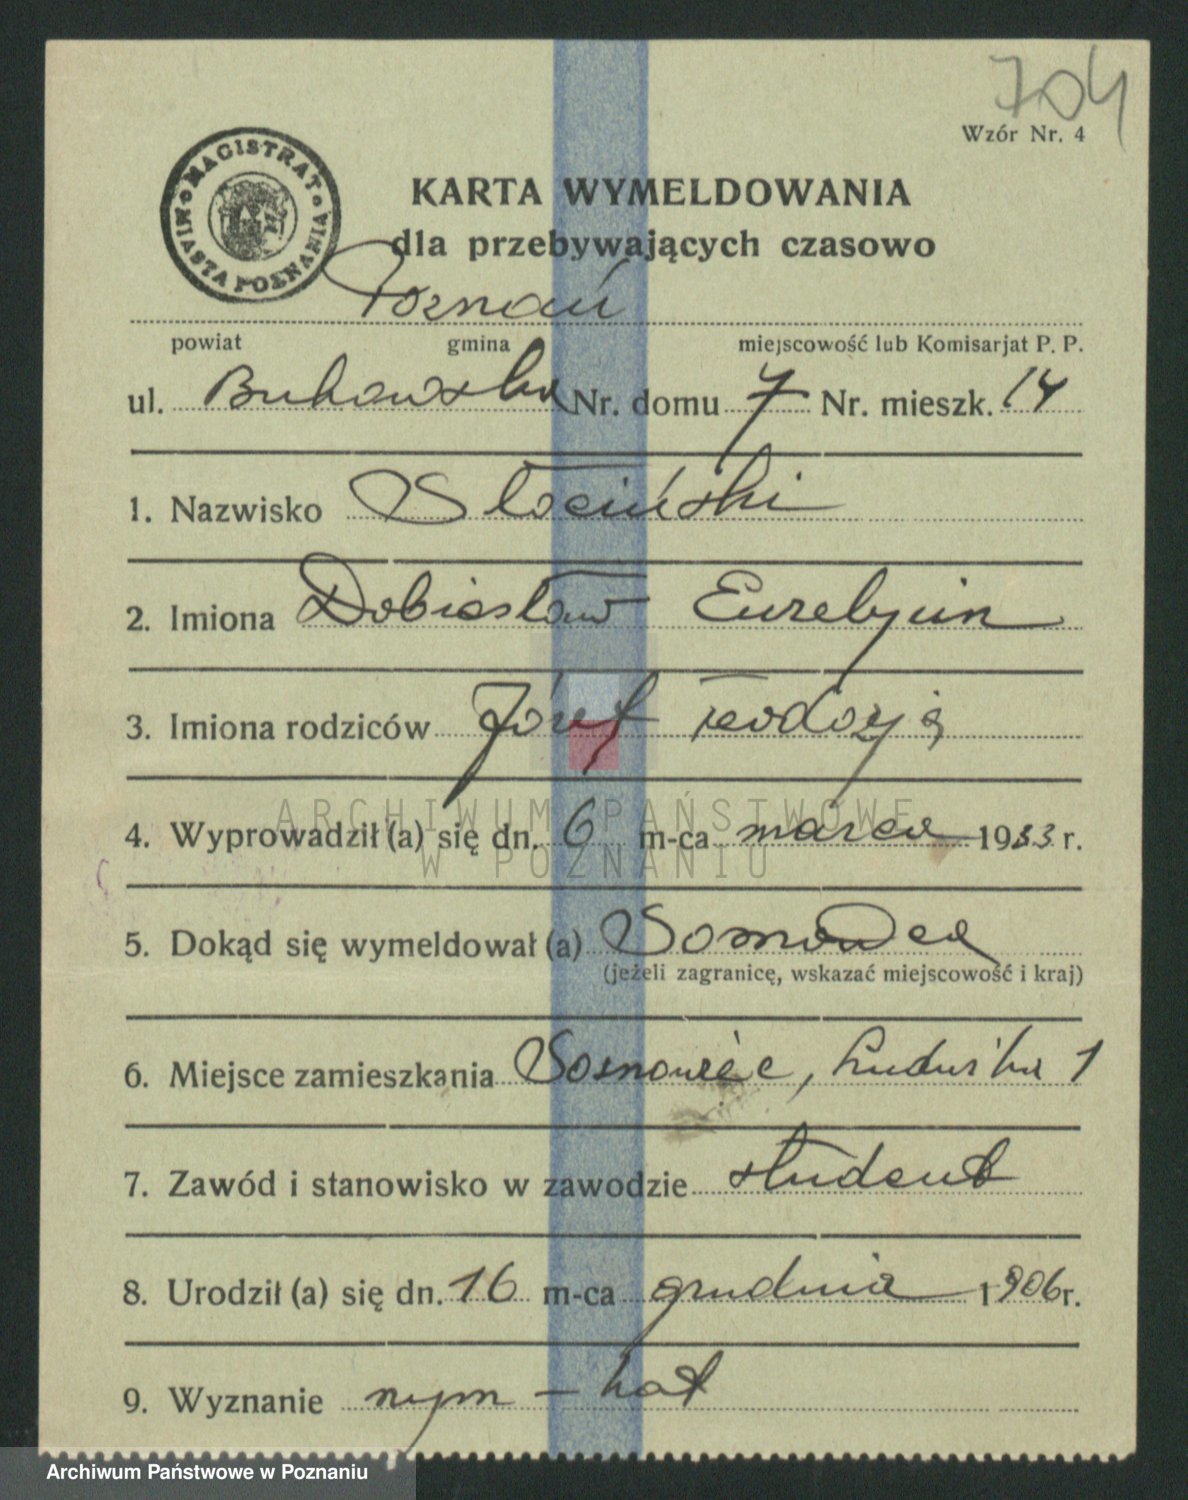 704
Wzór Nr. 4
MAGISTRAT MIASTA POZNANIA
KARTA WYMELDOWANIA
dla przebywających czasowo
Poznań
powiat gmina miejscowość lub Komisarjat P. P.
ul. Bukowska Nr. domu 7 Nr. mieszk. 14
1. Nazwisko Słociński
2. Imiona Dobiesław Euzebjusz
3. Imiona rodziców Józef Teodozja
4. Wyprowadził (a) się dn. 6 m-ca marca 1933 r.
5. Dokąd się wymeldował (a) Sosnowca
(jeżeli zagranicę, wskazać miejscowość i kraj)
6. Miejsce zamieszkania Sosnowiec, 1
7. Zawód i stanowisko w zawodzie student
8. Urodził (a) się dn. 16 m-ca grudnia 1906 r.
9. Wyznanie rzym - kat
ARCHIWUM PAŃSTWOWE
W POZNANIU
Archiwum Państwowe w Poznaniu